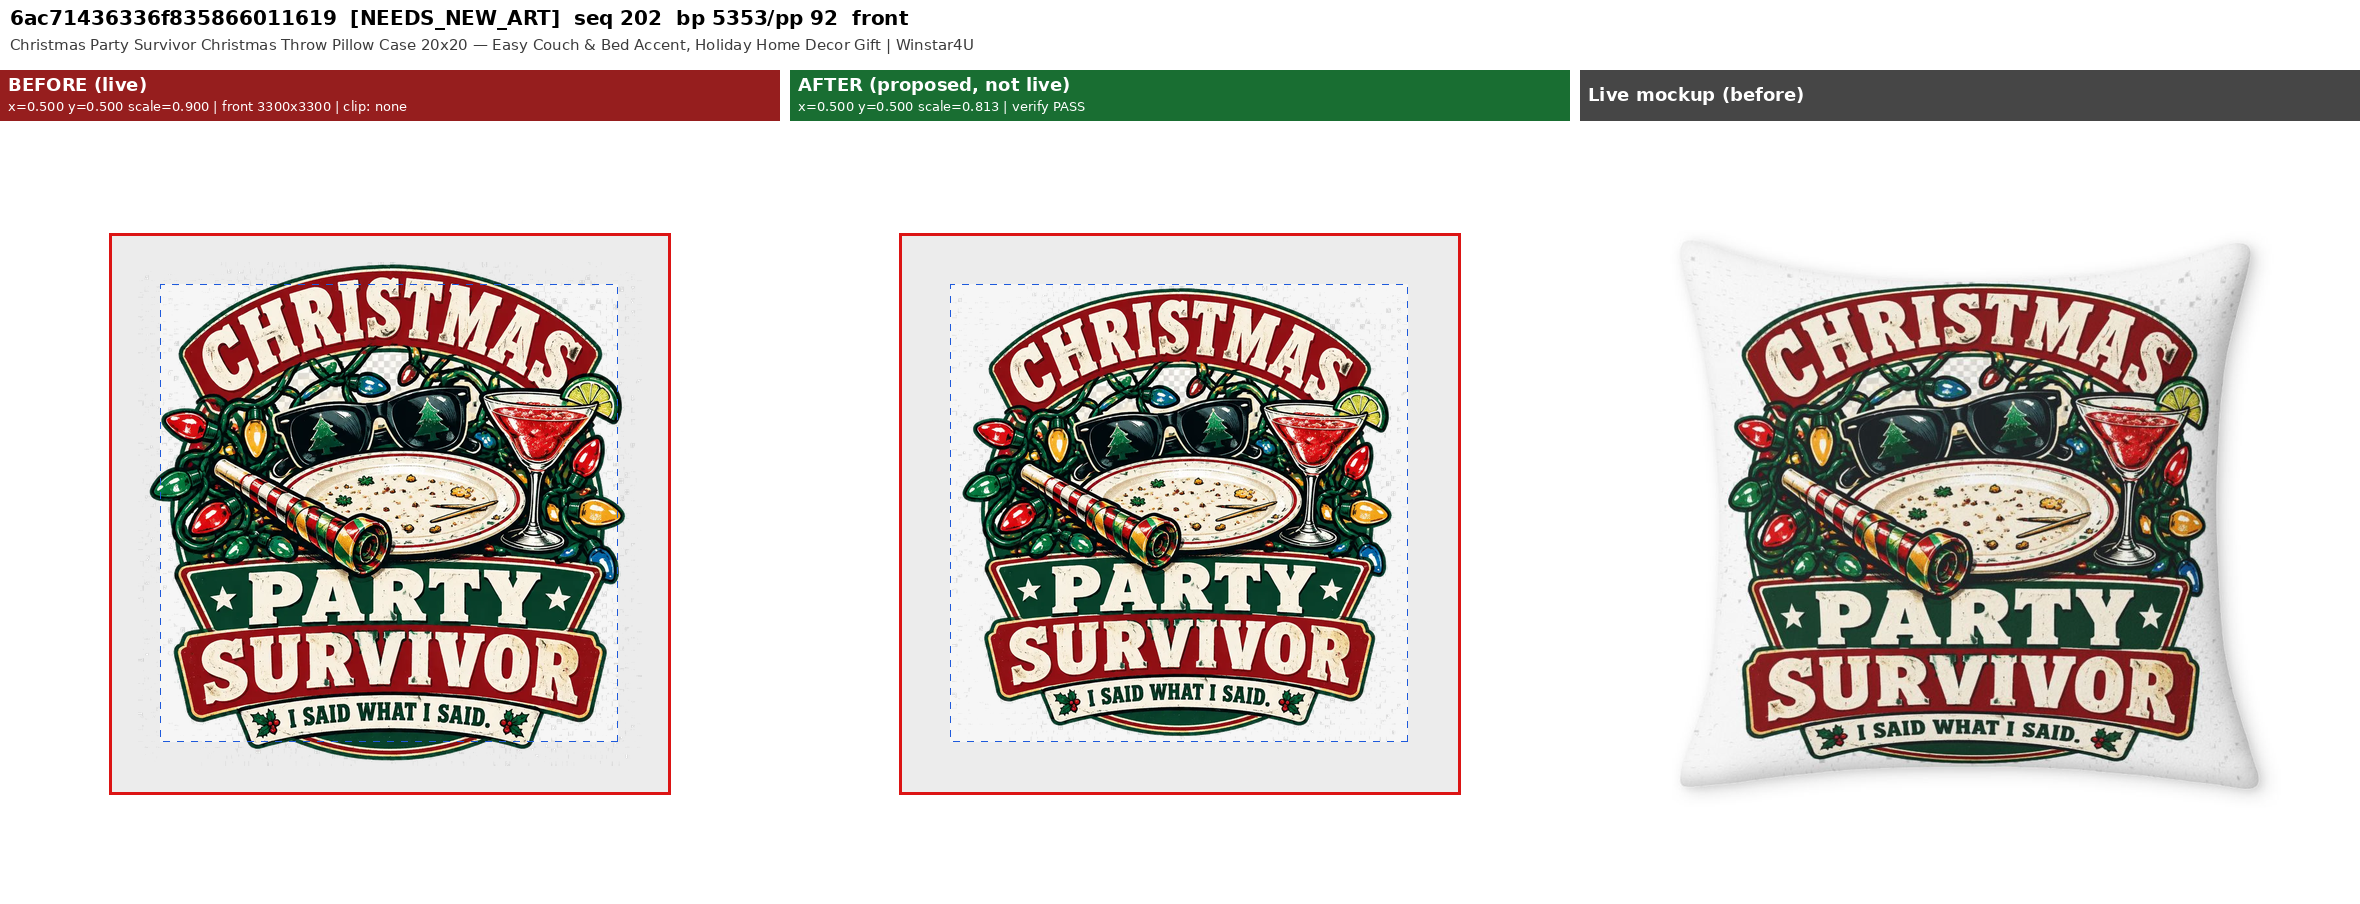 6ac71436336f835866011619  [NEEDS_NEW_ART]  seq 202  bp 5353/pp 92  front
Christmas Party Survivor Christmas Throw Pillow Case 20x20 — Easy Couch & Bed Accent, Holiday Home Decor Gift | Winstar4U
BEFORE (live)
x=0.500 y=0.500 scale=0.900 | front 3300x3300 | clip: none
AFTER (proposed, not live)
x=0.500 y=0.500 scale=0.813 | verify PASS
Live mockup (before)
CHRISTMAS
PARTY
SURVIVOR
I SAID WHAT I SAID.
CHRISTMAS
PARTY
SURVIVOR
I SAID WHAT I SAID.
CHRISTMAS
PARTY
SURVIVOR
I SAID WHAT I SAID.